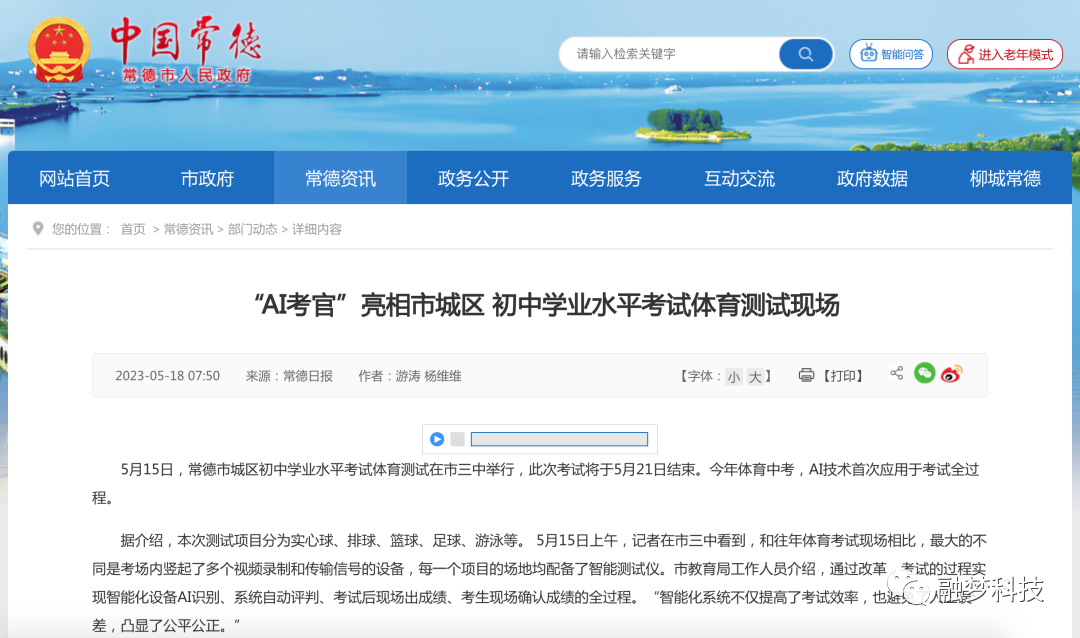 中国常德
常德市人民政府
请输入检索关键字
智能问答
进入老年模式
网站首页 市政府 常德资讯 政务公开 政务服务 互动交流 政府数据 柳城常德
您的位置： 首页 > 常德资讯 > 部门动态 > 详细内容
“AI考官”亮相市城区 初中学业水平考试体育测试现场
2023-05-18 07:50 来源：常德日报 作者：游涛 杨维维 【字体：小 大】 【打印】
5月15日，常德市城区初中学业水平考试体育测试在市三中举行，此次考试将于5月21日结束。今年体育中考，AI技术首次应用于考试全过
程。
据介绍，本次测试项目分为实心球、排球、篮球、足球、游泳等。 5月15日上午，记者在市三中看到，和往年体育考试现场相比，最大的不
同是考场内竖起了多个视频录制和传输信号的设备，每一个项目的场地均配备了智能测试仪。市教育局工作人员介绍，通过改革，考试的过程实
现智能化设备AI识别、系统自动评判、考试后现场出成绩、考生现场确认成绩的全过程。 “智能化系统不仅提高了考试效率，也避免人工误
差，凸显了公平公正。”
融梦科技